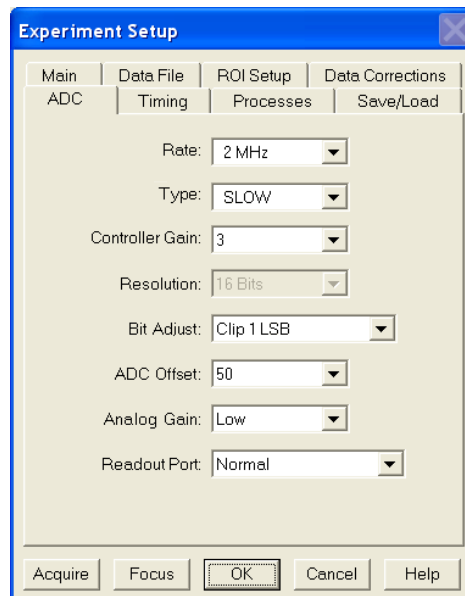 Experiment Setup
Main Data File ROI Setup Data Corrections
ADC Timing Processes Save/Load
Rate: 2 MHz
Type: SLOW
Controller Gain: 3
Resolution: 16 Bits
Bit Adjust: Clip 1 LSB
ADC Offset: 50
Analog Gain: Low
Readout Port: Normal
Acquire Focus OK Cancel Help